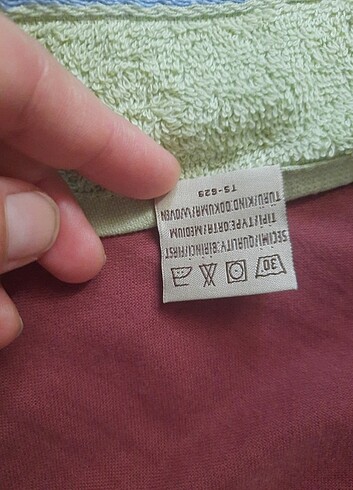 30
SEÇİMİ/QUALITY:BİRİNCİ/FIRST
TİPİ/TYPE:ORTA/MEDIUM
TÜRÜ/KIND:DOKUMA/WOVEN
TS-629